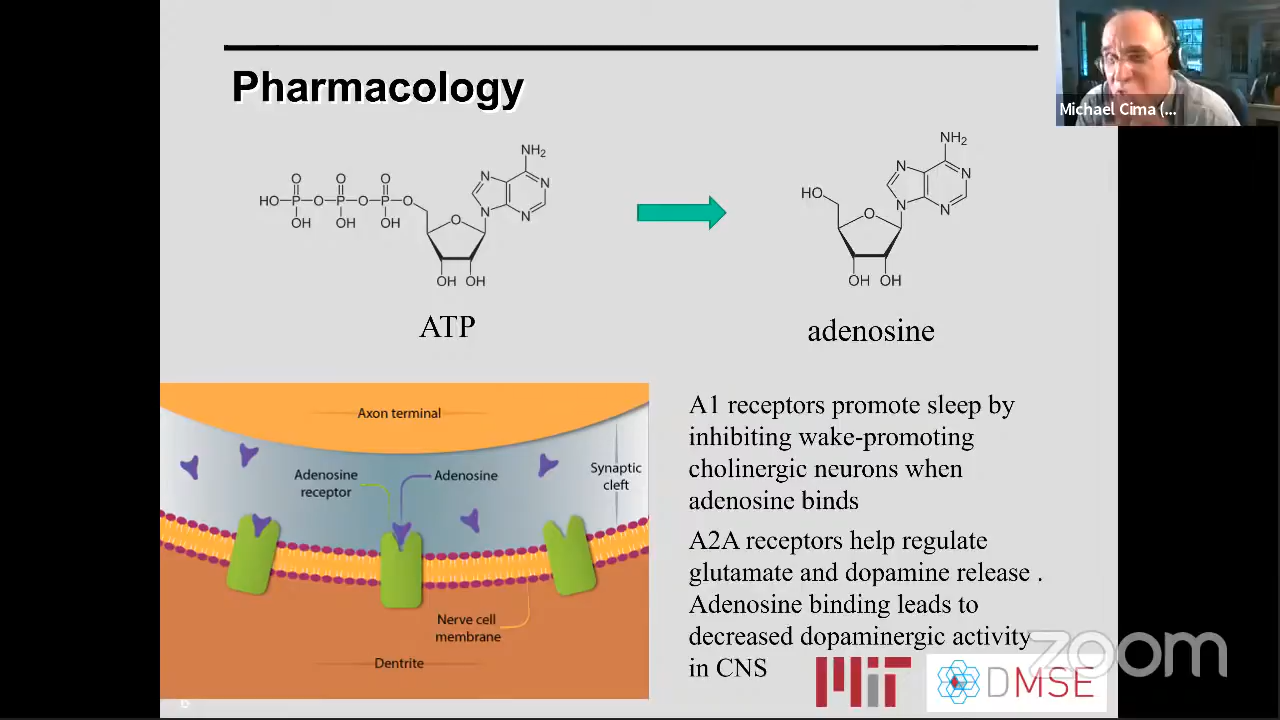 Pharmacology
Michael Cima (...
NH2
N
N
N
N
O
O
O
HO
P
O
P
O
P
O
OH
OH
OH
O
OH
OH
ATP
NH2
N
N
N
N
HO
O
OH
OH
adenosine
Axon terminal
Adenosine
receptor
Adenosine
Synaptic
cleft
Nerve cell
membrane
Dentrite
A1 receptors promote sleep by
inhibiting wake-promoting
cholinergic neurons when
adenosine binds
A2A receptors help regulate
glutamate and dopamine release .
Adenosine binding leads to
decreased dopaminergic activity
in CNS
zoom
MIT
DMSE